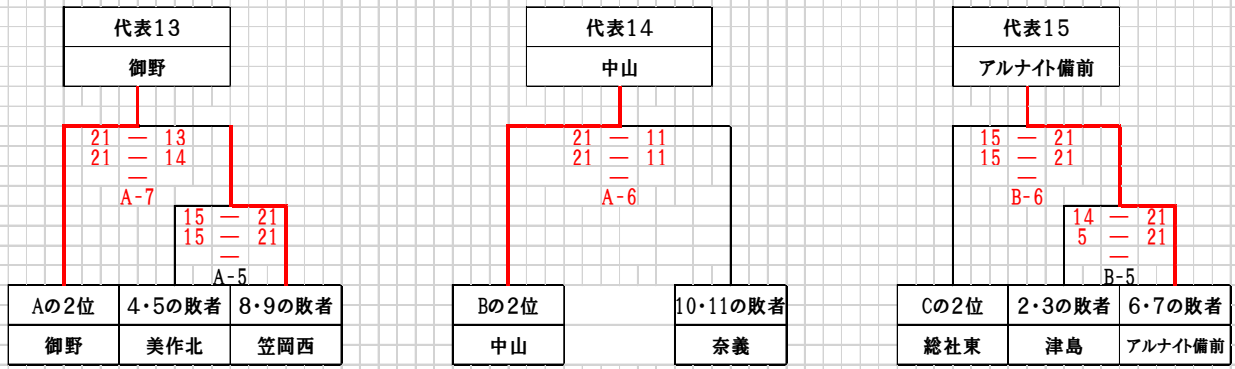 代表13
御野
21 — 13
21 — 14
—
A-7
15 — 21
15 — 21
—
A-5
Aの2位 4・5の敗者 8・9の敗者
御野 美作北 笠岡西
代表14
中山
21 — 11
21 — 11
—
A-6
Bの2位 10・11の敗者
中山 奈義
代表15
アルナイト備前
15 — 21
15 — 21
—
B-6
14 — 21
5 — 21
—
B-5
Cの2位 2・3の敗者 6・7の敗者
総社東 津島 アルナイト備前